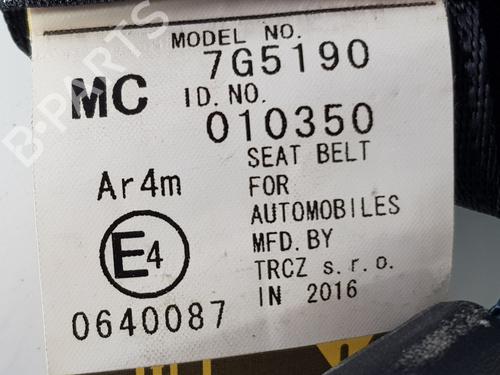 MODEL NO.
7G5190
MC ID. NO.
010350
Ar4m SEAT BELT
FOR
AUTOMOBILES
E4 MFD. BY
TRCZ s. r. o.
0640087 IN 2016
B-PARTS